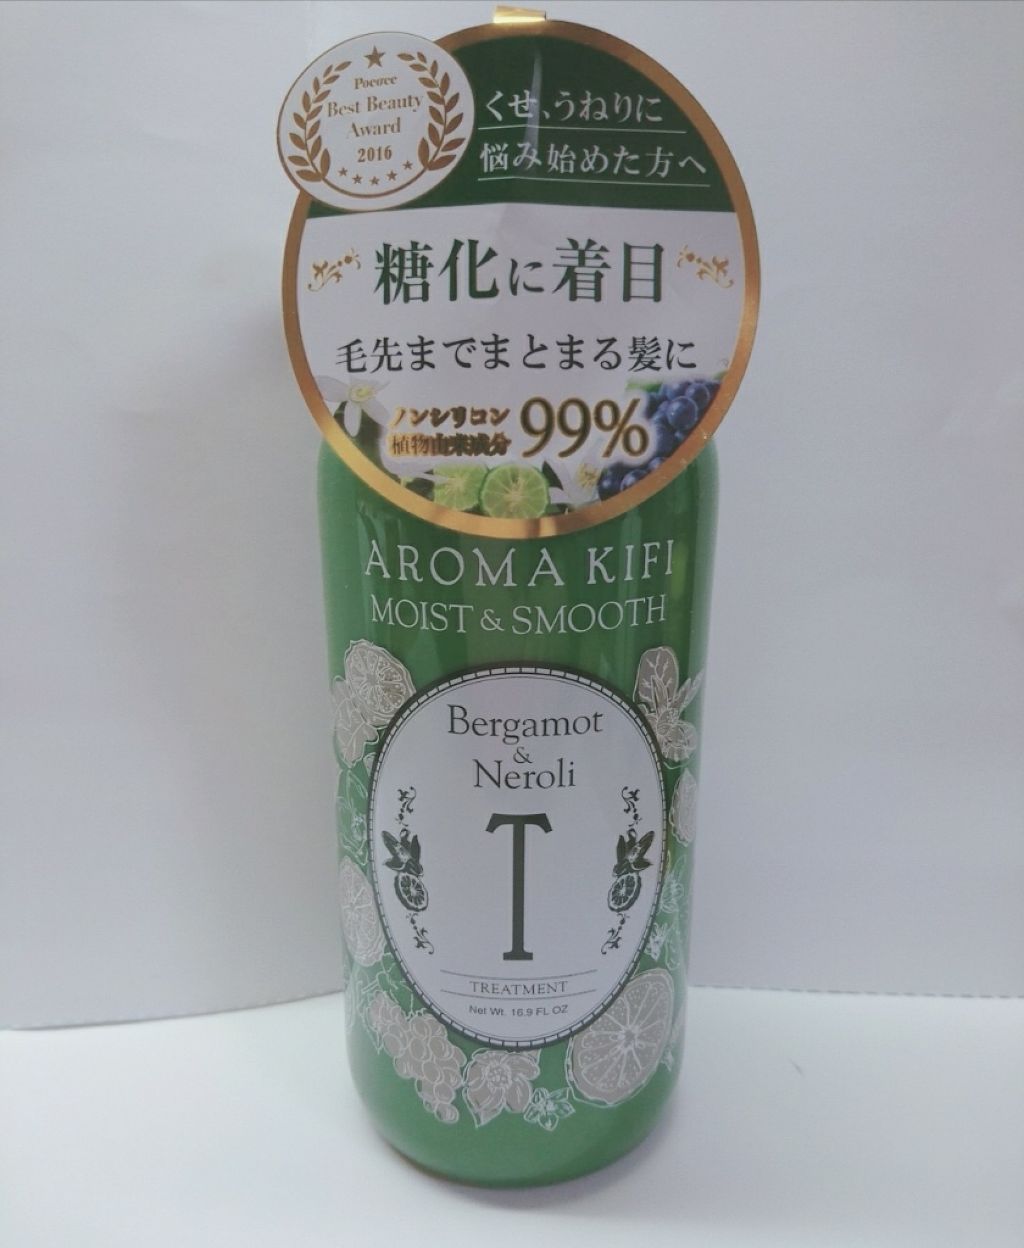 Pococe
Best Beauty
Award
2016
くせ、うねりに
悩み始めた方へ
糖化に着目
毛先までまとまる髪に
ノンシリコン
植物由来成分 99%
AROMA KIFI
MOIST & SMOOTH
Bergamot
&
Neroli
T
TREATMENT
Net Wt. 16.9 FL OZ